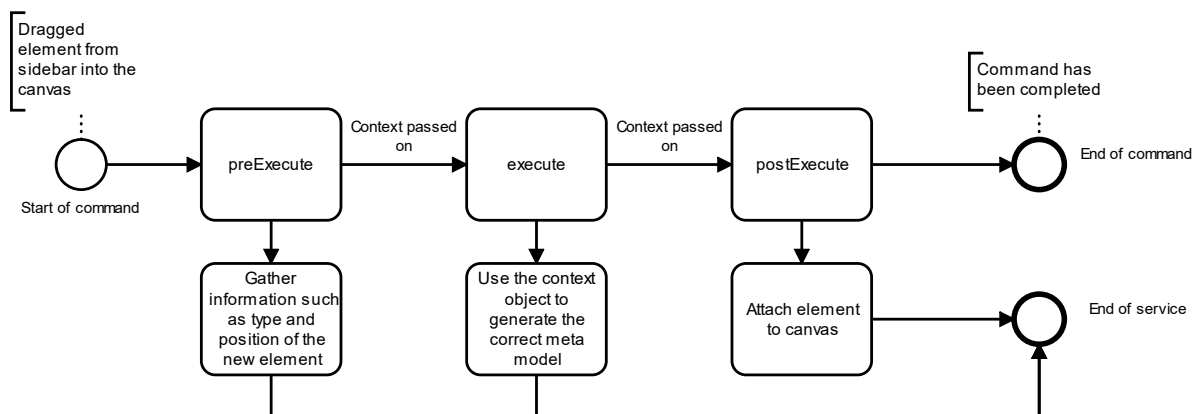 Dragged
element from
sidebar into the
canvas
Command has
been completed
Start of command
preExecute
Context passed
on
execute
Context passed
on
postExecute
End of command
Gather
information such
as type and
position of the
new element
Use the context
object to
generate the
correct meta
model
Attach element
to canvas
End of service